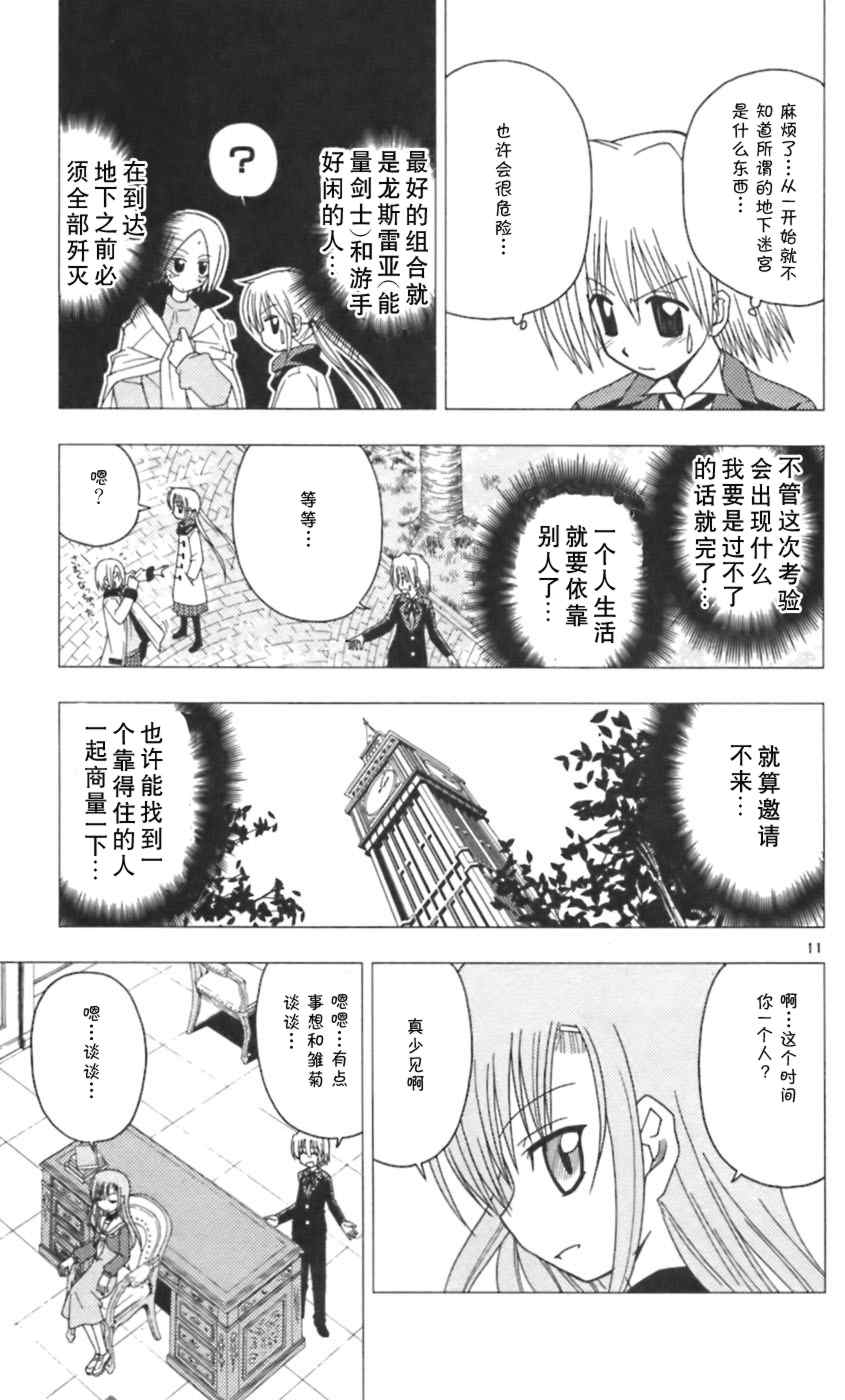 麻烦了…从一开始就不
知道所谓的地下迷宫
是什么东西…
也许会很
危险…
最好的组合就
是龙斯雷亚(能
量剑士)和游手
好闲的人…
?
在到达
地下之前必
须全部歼灭
不管这次考验
会出现什么
我要是过不了
的话就完了…
一个人生活
就要依靠
别人了…
等等…
嗯?
就算邀请
不来…
也许能找到一
个靠得住的人
一起商量一下…
11
啊…这个时间
你一个人?
真少见啊
嗯嗯…有点
事想和雏菊
谈谈…
嗯…谈谈…